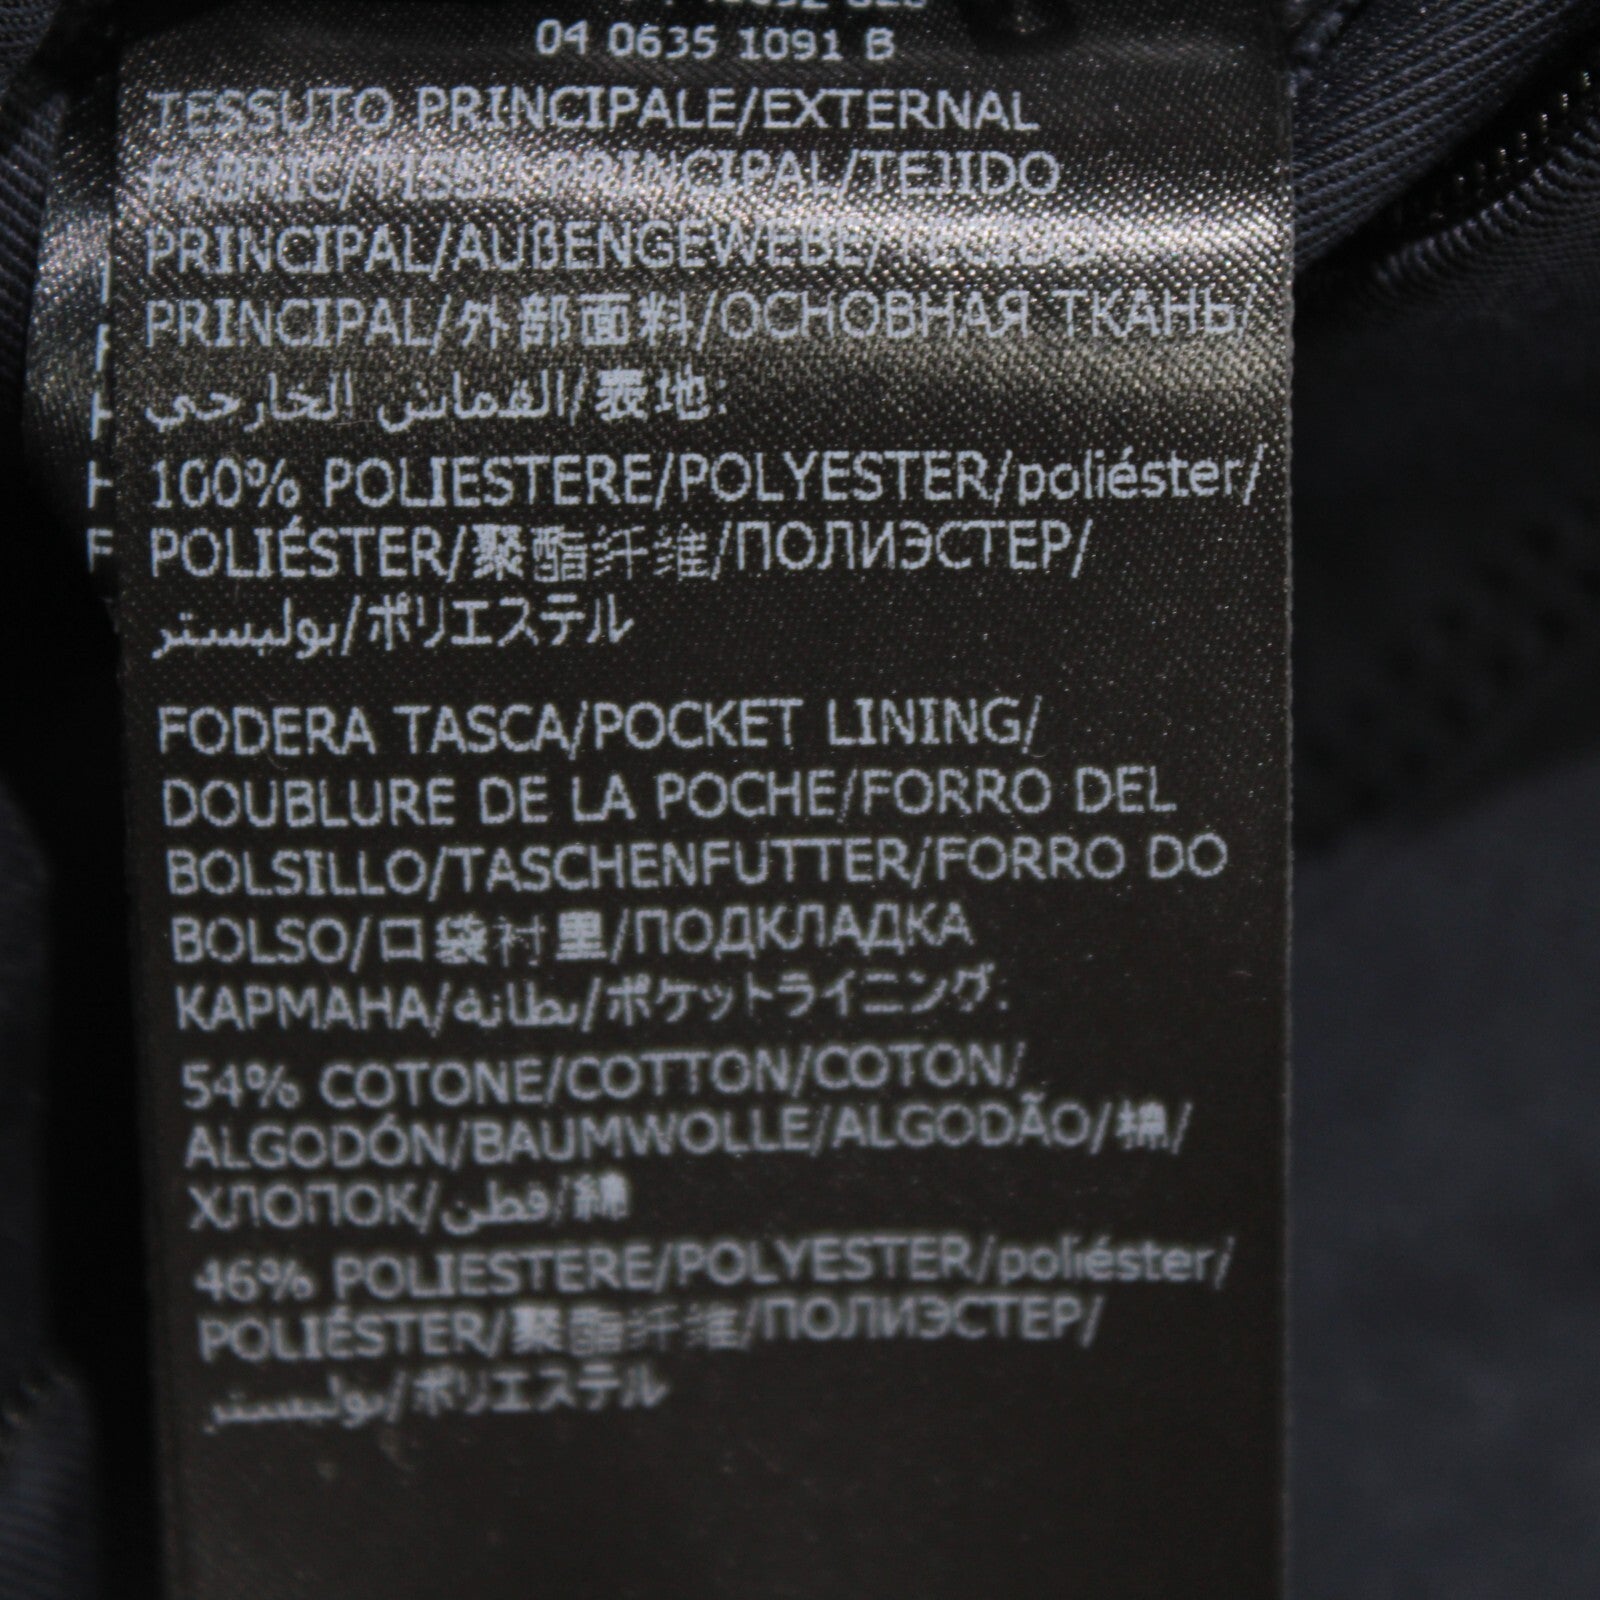 04 0635 1091 B
TESSUTO PRINCIPALE/EXTERNAL
FABRIC/TISSU PRINCIPAL/TEJIDO
PRINCIPAL/AUßENGEWEBE/TECIDO
PRINCIPAL/外部面料/ОСНОВНАЯ ТКАНЬ/
القماش الخارجي/表地:
100% POLIESTERE/POLYESTER/poliéster/
POLIÉSTER/聚酯纤维/ПОЛИЭСТЕР/
بوليستر/ポリエステル
FODERA TASCA/POCKET LINING/
DOUBLURE DE LA POCHE/FORRO DEL
BOLSILLO/TASCHENFUTTER/FORRO DO
BOLSO/口袋衬里/ПОДКЛАДКА
КАРМАНА/بطانة/ポケットライニング:
54% COTONE/COTTON/COTON/
ALGODÓN/BAUMWOLLE/ALGODÃO/棉/
ХЛОПОК/قطن/綿
46% POLIESTERE/POLYESTER/poliéster/
POLIÉSTER/聚酯纤维/ПОЛИЭСТЕР/
بوليستر/ポリエステル